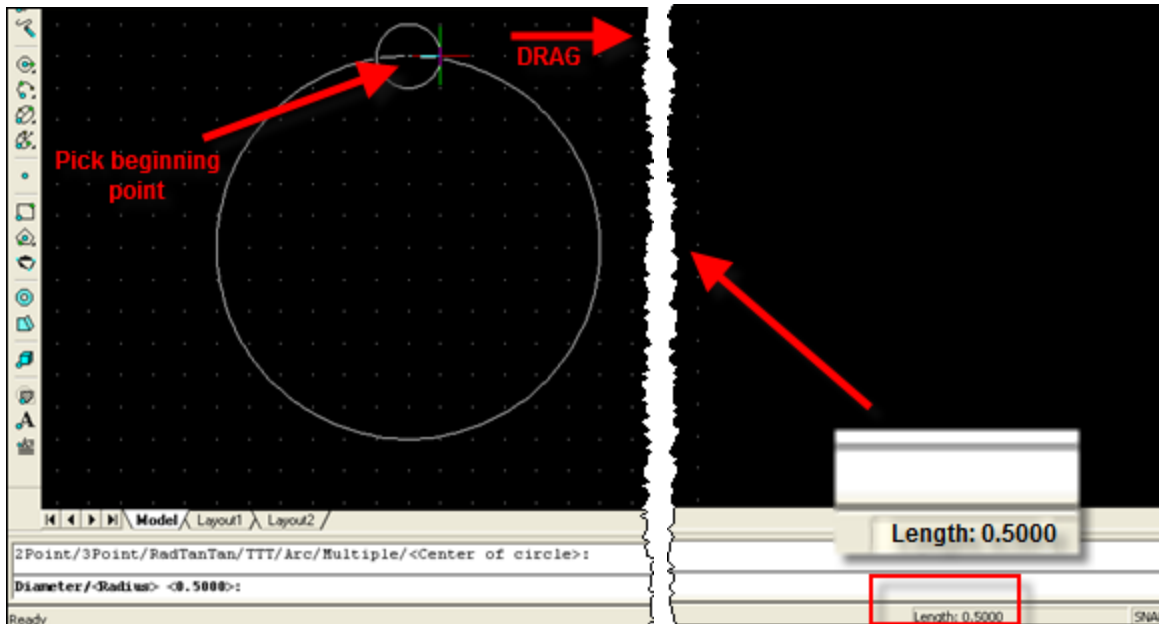 DRAG
Pick beginning
point
Length: 0.5000
Model
Layout1
Layout2
2Point/3Point/RadTanTan/TTT/Arc/Multiple/<Center of circle>:
Diameter/<Radius> <0.5000>:
Ready
Length: 0.5000
SNA